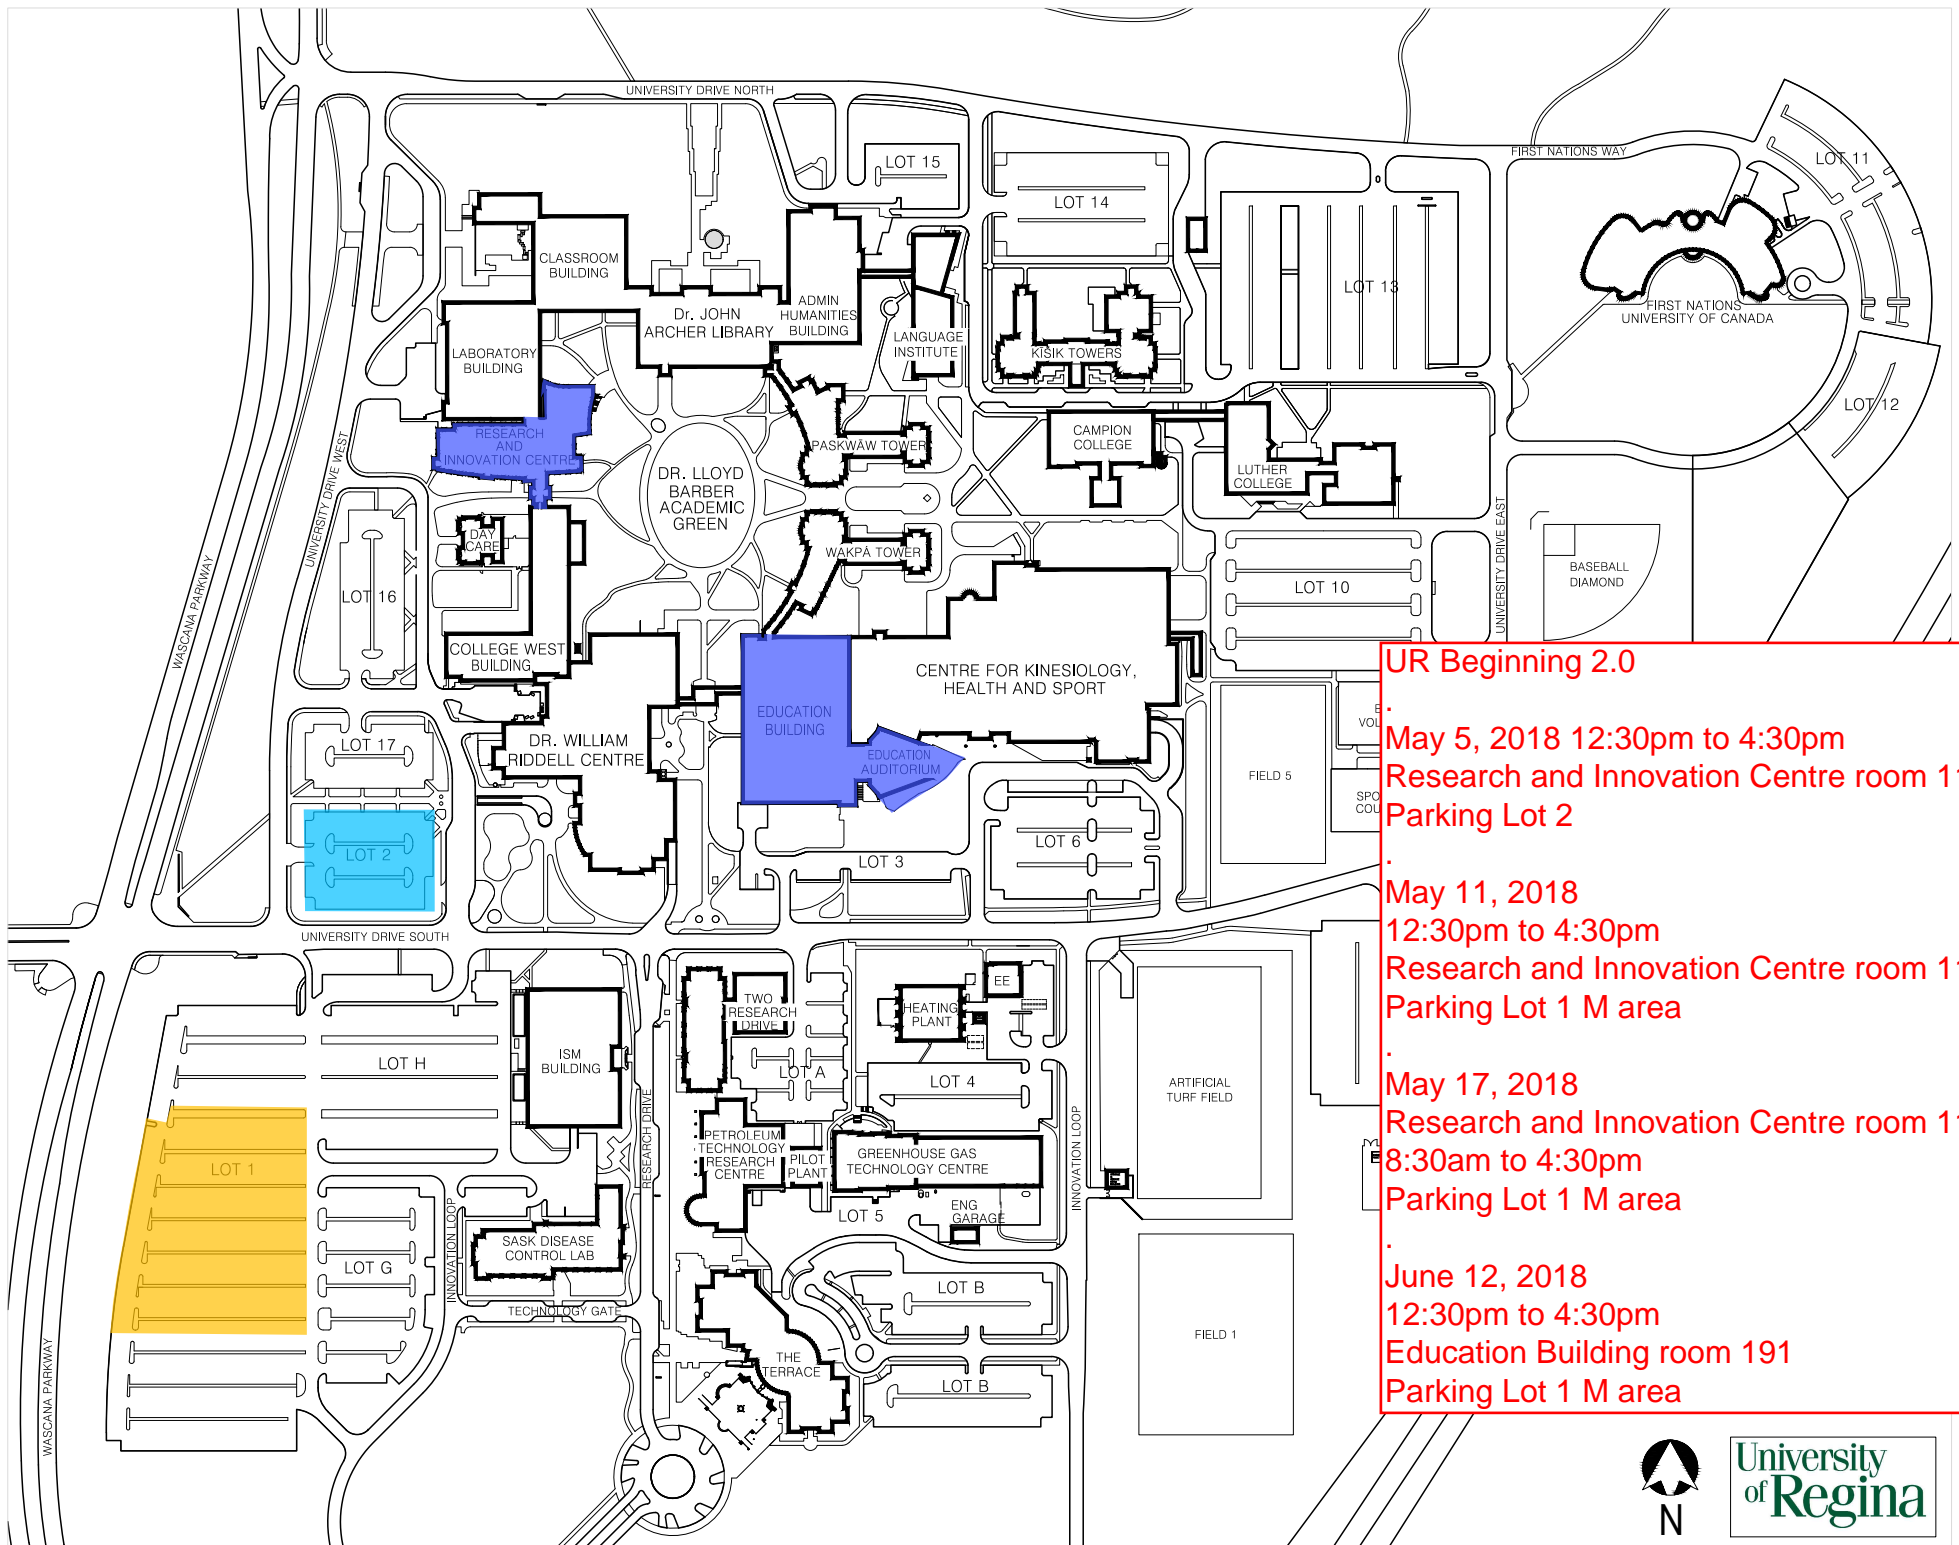 UNIVERSITY DRIVE NORTH
FIRST NATIONS WAY
LOT 11
LOT 15
LOT 14
LOT 13
CLASSROOM
BUILDING
ADMIN
HUMANITIES
BUILDING
Dr. JOHN
ARCHER LIBRARY
LANGUAGE
INSTITUTE
KĪSIK TOWERS
FIRST NATIONS
UNIVERSITY OF CANADA
LABORATORY
BUILDING
LOT 12
RESEARCH
AND
INNOVATION CENTRE
PASKWĀW TOWER
CAMPION
COLLEGE
LUTHER
COLLEGE
DR. LLOYD
BARBER
ACADEMIC
GREEN
UNIVERSITY DRIVE WEST
UNIVERSITY DRIVE EAST
DAY
CARE
WAKPĀ TOWER
BASEBALL
DIAMOND
LOT 10
WASCANA PARKWAY
LOT 16
COLLEGE WEST
BUILDING
CENTRE FOR KINESIOLOGY,
HEALTH AND SPORT
EDUCATION
BUILDING
EDUCATION
AUDITORIUM
LOT 17
DR. WILLIAM
RIDDELL CENTRE
FIELD 5
VOL
SPO
COU
LOT 2
LOT 3
LOT 6
UNIVERSITY DRIVE SOUTH
UR Beginning 2.0
.
May 5, 2018 12:30pm to 4:30pm
Research and Innovation Centre room 11
Parking Lot 2
.
May 11, 2018
12:30pm to 4:30pm
Research and Innovation Centre room 11
Parking Lot 1 M area
.
May 17, 2018
Research and Innovation Centre room 11
8:30am to 4:30pm
Parking Lot 1 M area
.
June 12, 2018
12:30pm to 4:30pm
Education Building room 191
Parking Lot 1 M area
TWO
RESEARCH
DRIVE
HEATING
PLANT
EE
ISM
BUILDING
LOT H
LOT A
LOT 4
ARTIFICIAL
TURF FIELD
RESEARCH DRIVE
INNOVATION LOOP
PETROLEUM
TECHNOLOGY
RESEARCH
CENTRE
PILOT
PLANT
GREENHOUSE GAS
TECHNOLOGY CENTRE
LOT 1
LOT 5
ENG
GARAGE
INNOVATION LOOP
SASK DISEASE
CONTROL LAB
LOT G
TECHNOLOGY GATE
LOT B
FIELD 1
THE
TERRACE
LOT B
WASCANA PARKWAY
N
University
of Regina